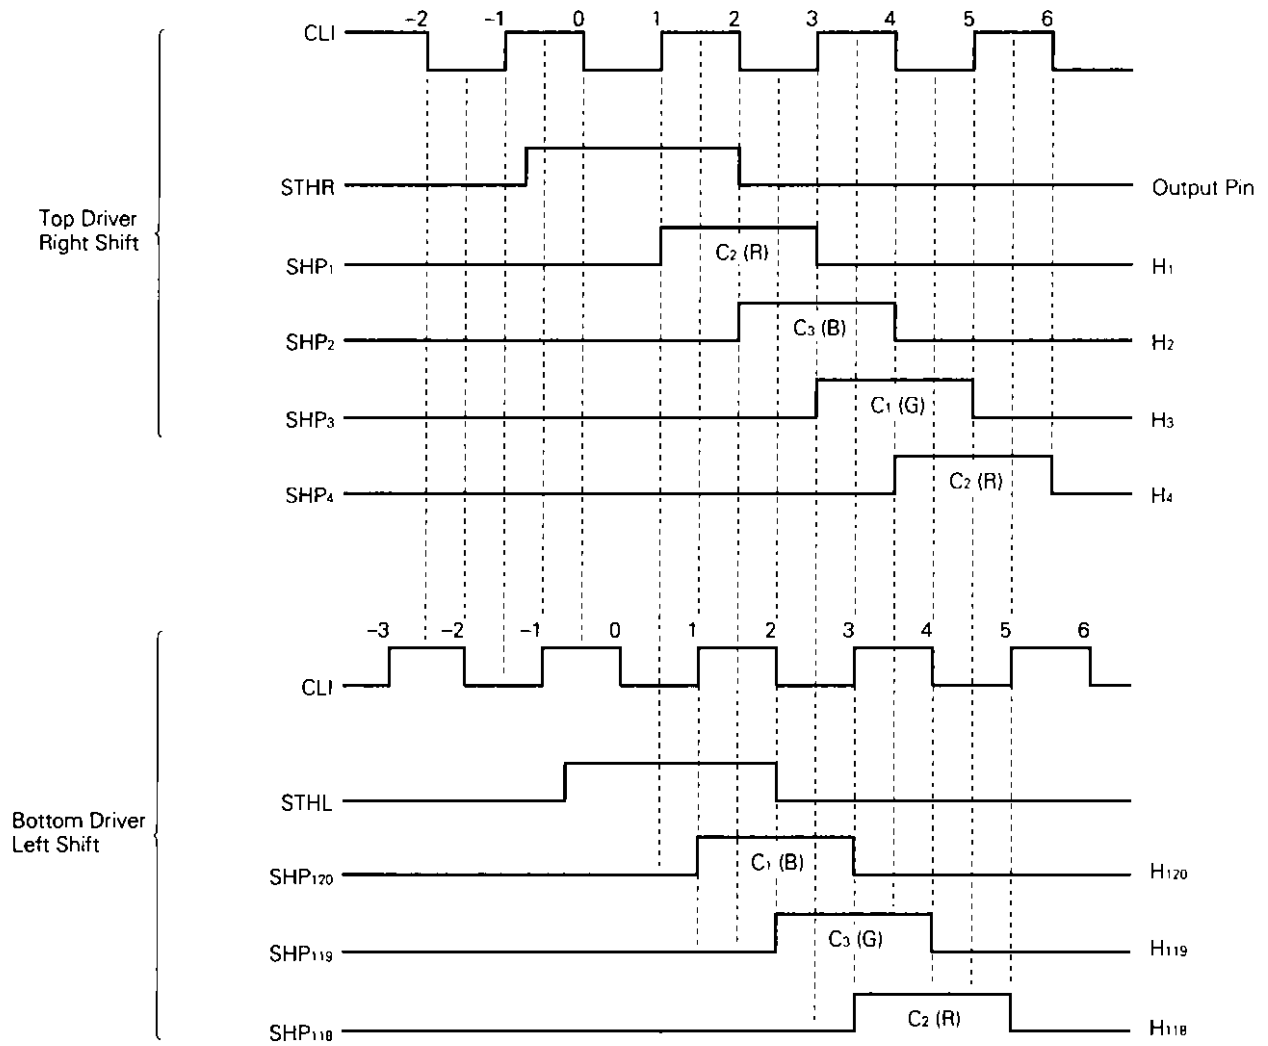 -2 -1 0 1 2 3 4 5 6
CLI
STHR Output Pin
Top Driver
Right Shift
C₂ (R)
SHP₁ H₁
C₃ (B)
SHP₂ H₂
C₁ (G)
SHP₃ H₃
C₂ (R)
SHP₄ H₄
-3 -2 -1 0 1 2 3 4 5 6
CLI
STHL
Bottom Driver
Left Shift
C₁ (B)
SHP₁₂₀ H₁₂₀
C₃ (G)
SHP₁₁₉ H₁₁₉
C₂ (R)
SHP₁₁₈ H₁₁₈